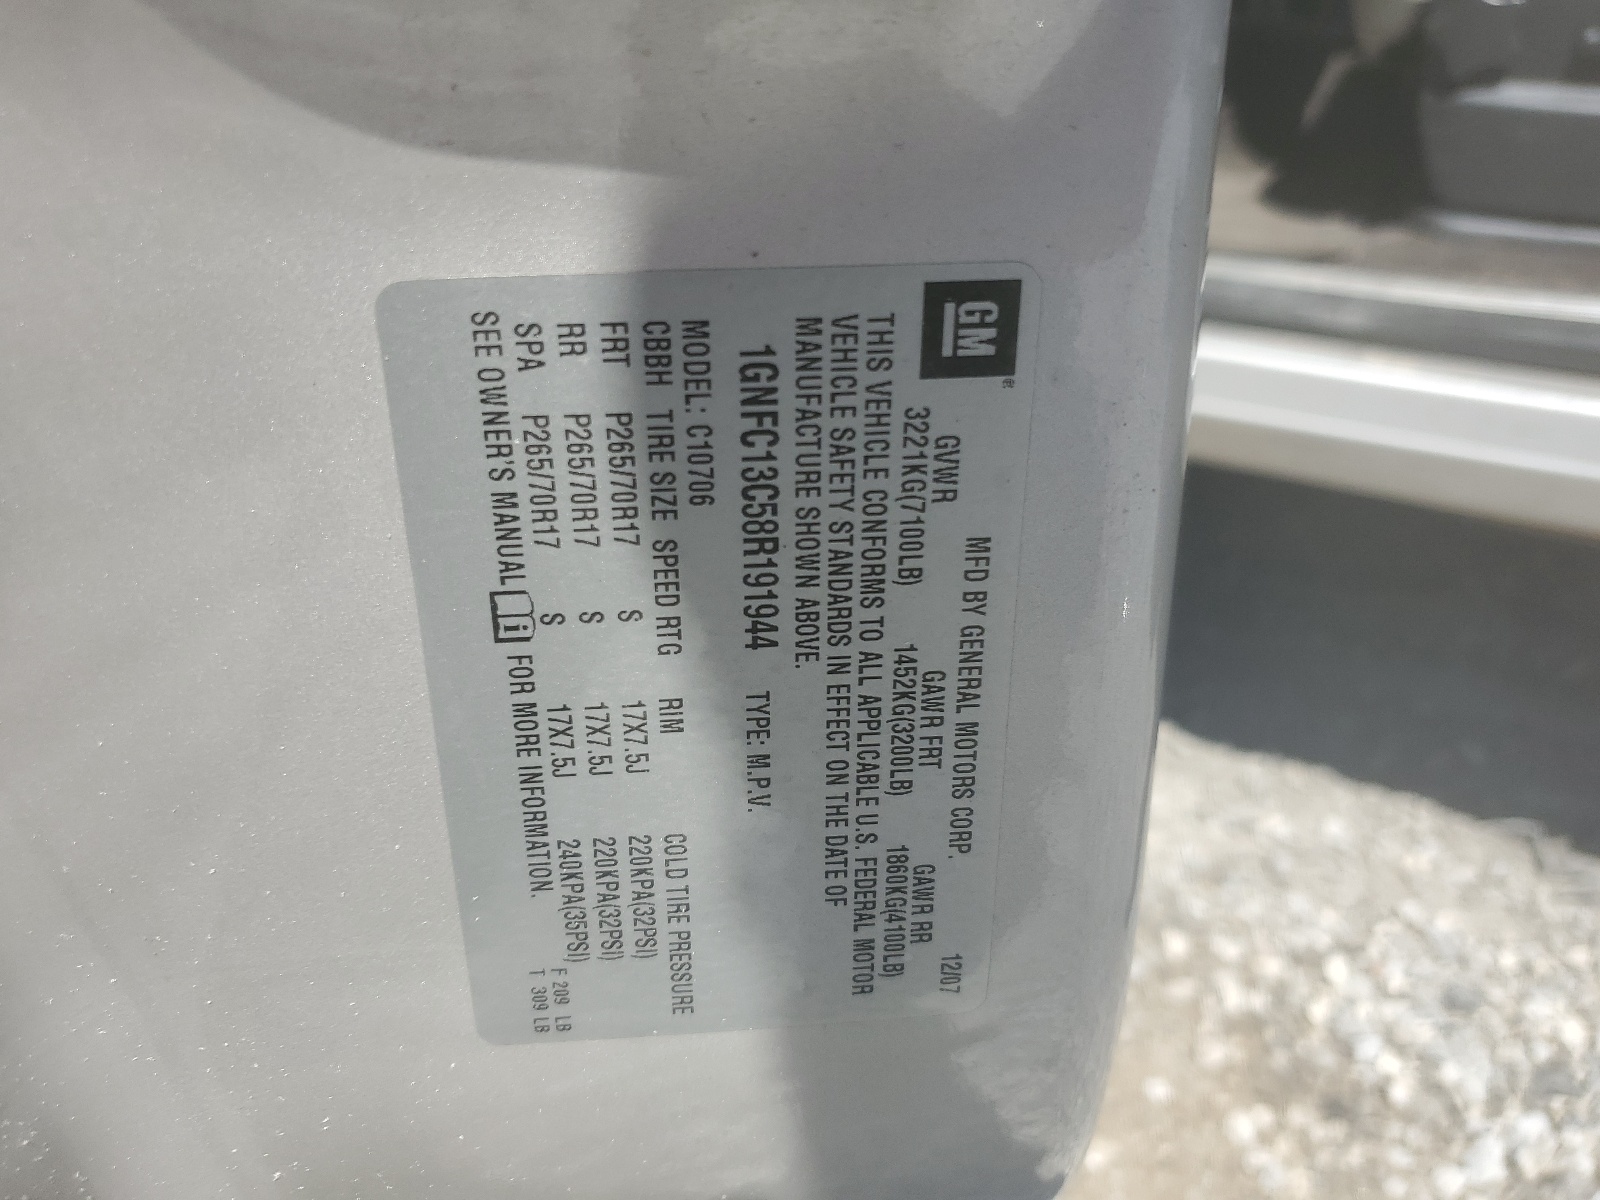 GM
MFD BY GENERAL MOTORS CORP. 12/07
GVWR GAWR FRT GAWR RR
3221KG(7100LB) 1452KG(3200LB) 1860KG(4100LB)
THIS VEHICLE CONFORMS TO ALL APPLICABLE U.S. FEDERAL MOTOR
VEHICLE SAFETY STANDARDS IN EFFECT ON THE DATE OF
MANUFACTURE SHOWN ABOVE.
1GNFC13C58R191944 TYPE: M.P.V.
MODEL: C10706
CBBH TIRE SIZE SPEED RTG RIM COLD TIRE PRESSURE
FRT P265/70R17 S 17X7.5J 220KPA(32PSI)
RR P265/70R17 S 17X7.5J 220KPA(32PSI)
SPA P265/70R17 S 17X7.5J 240KPA(35PSI)
SEE OWNER'S MANUAL i FOR MORE INFORMATION.
F 209 LB
T 309 LB